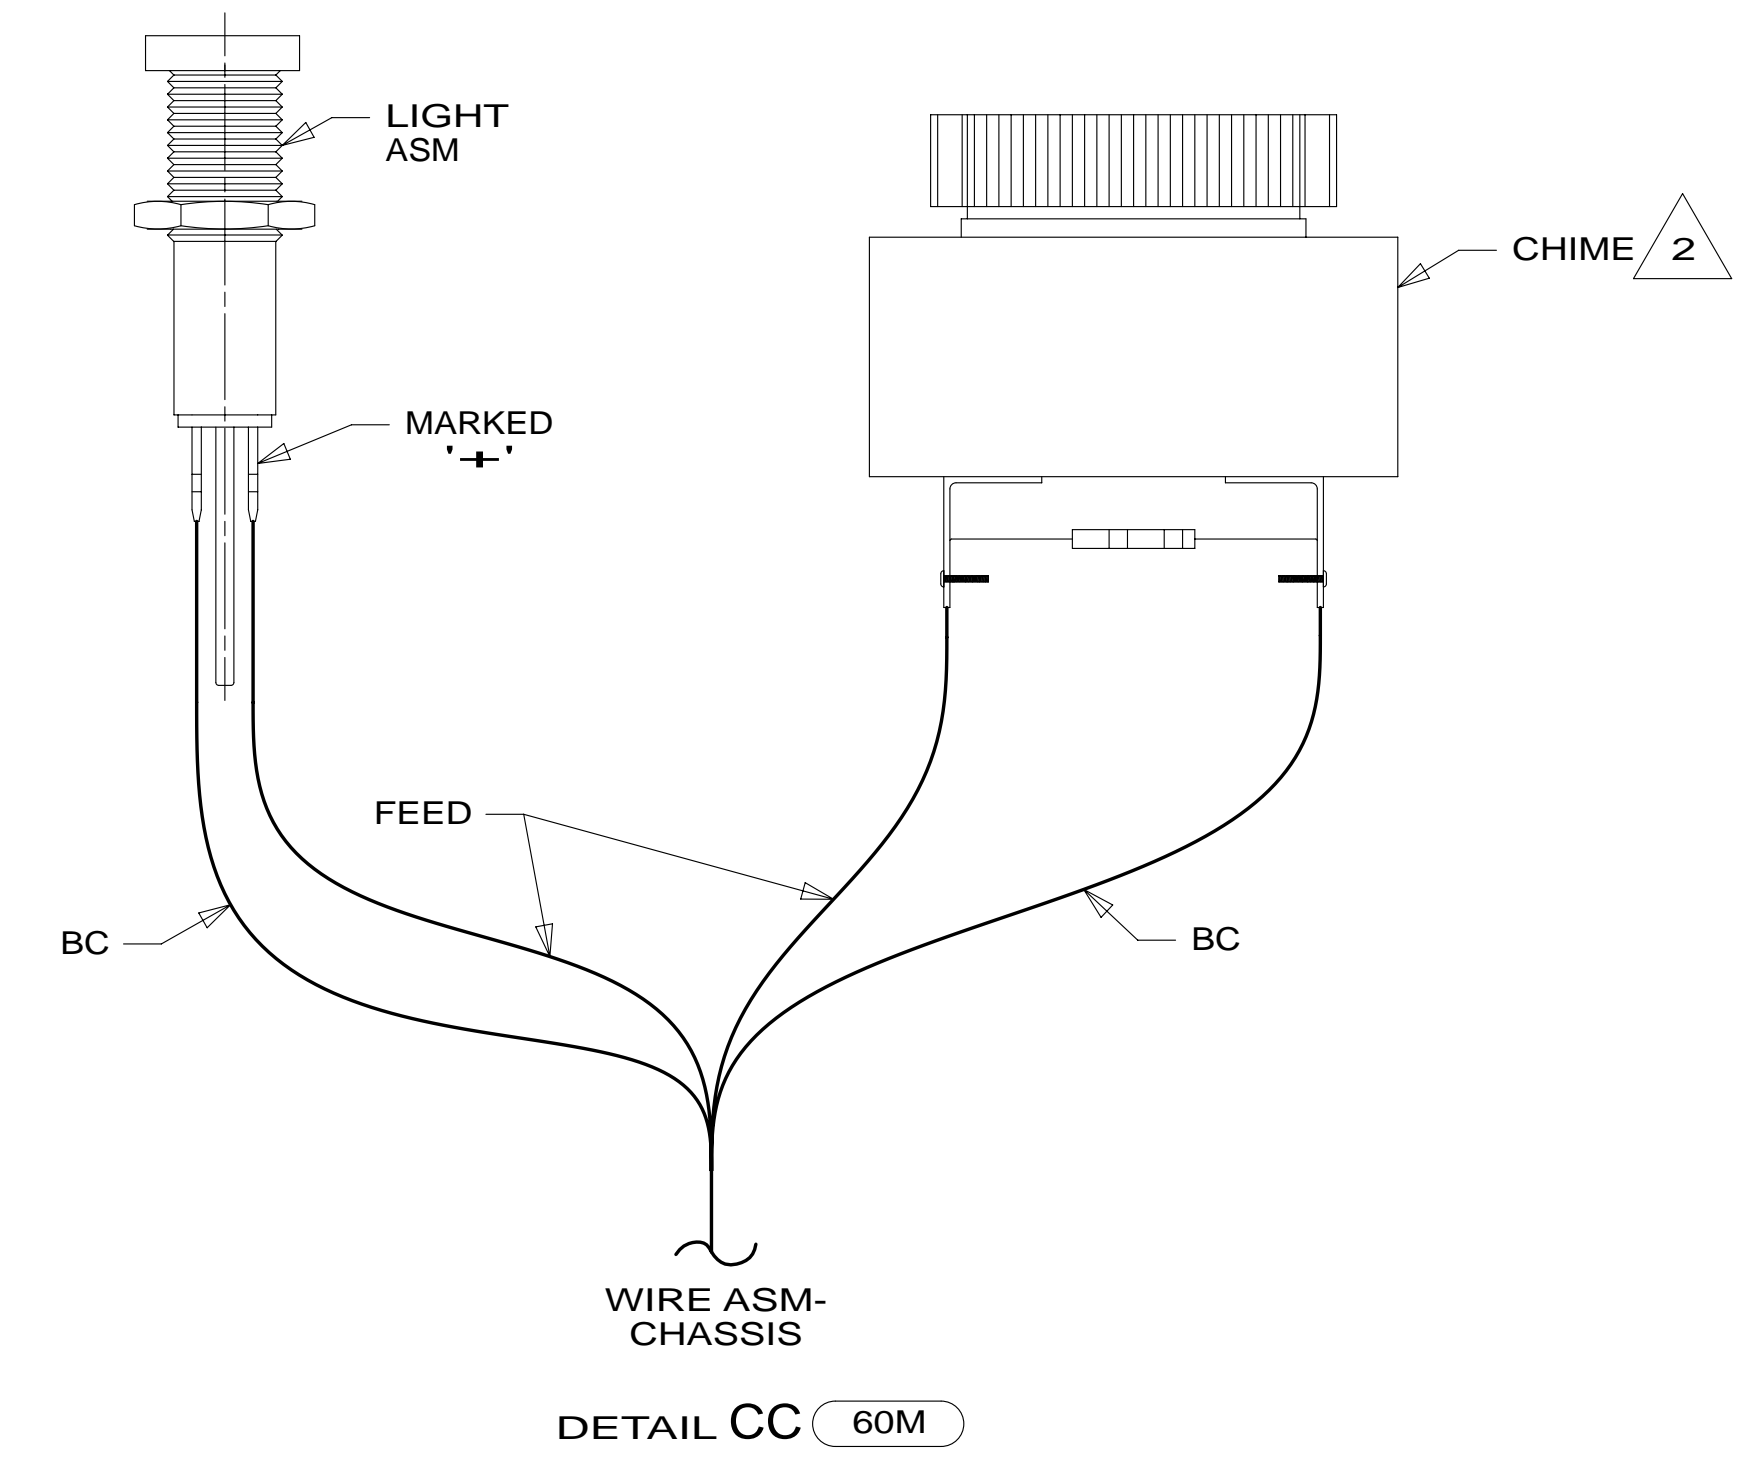 LIGHT
ASM
CHIME 2
MARKED
'+'
FEED
BC
BC
WIRE ASM-
CHASSIS
DETAIL CC 60M